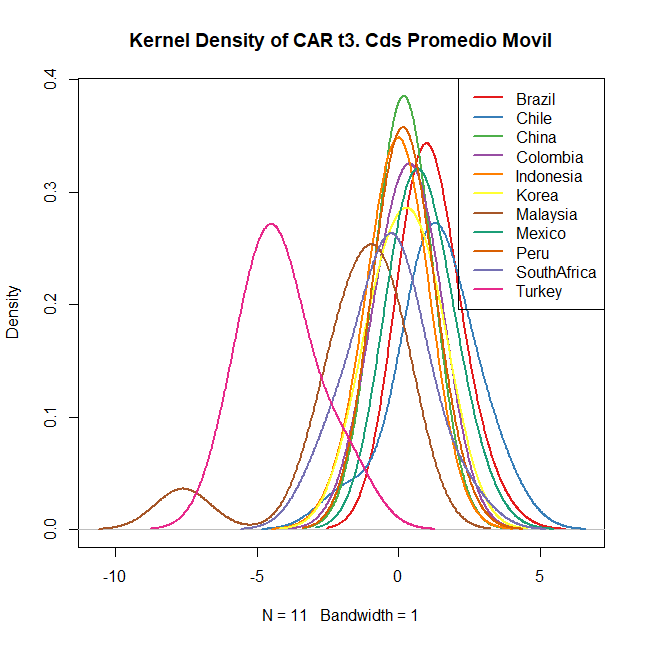 Kernel Density of CAR t3. Cds Promedio Movil
Density
0.4
0.3
0.2
0.1
0.0
-10
-5
0
5
N = 11   Bandwidth = 1
Brazil
Chile
China
Colombia
Indonesia
Korea
Malaysia
Mexico
Peru
SouthAfrica
Turkey